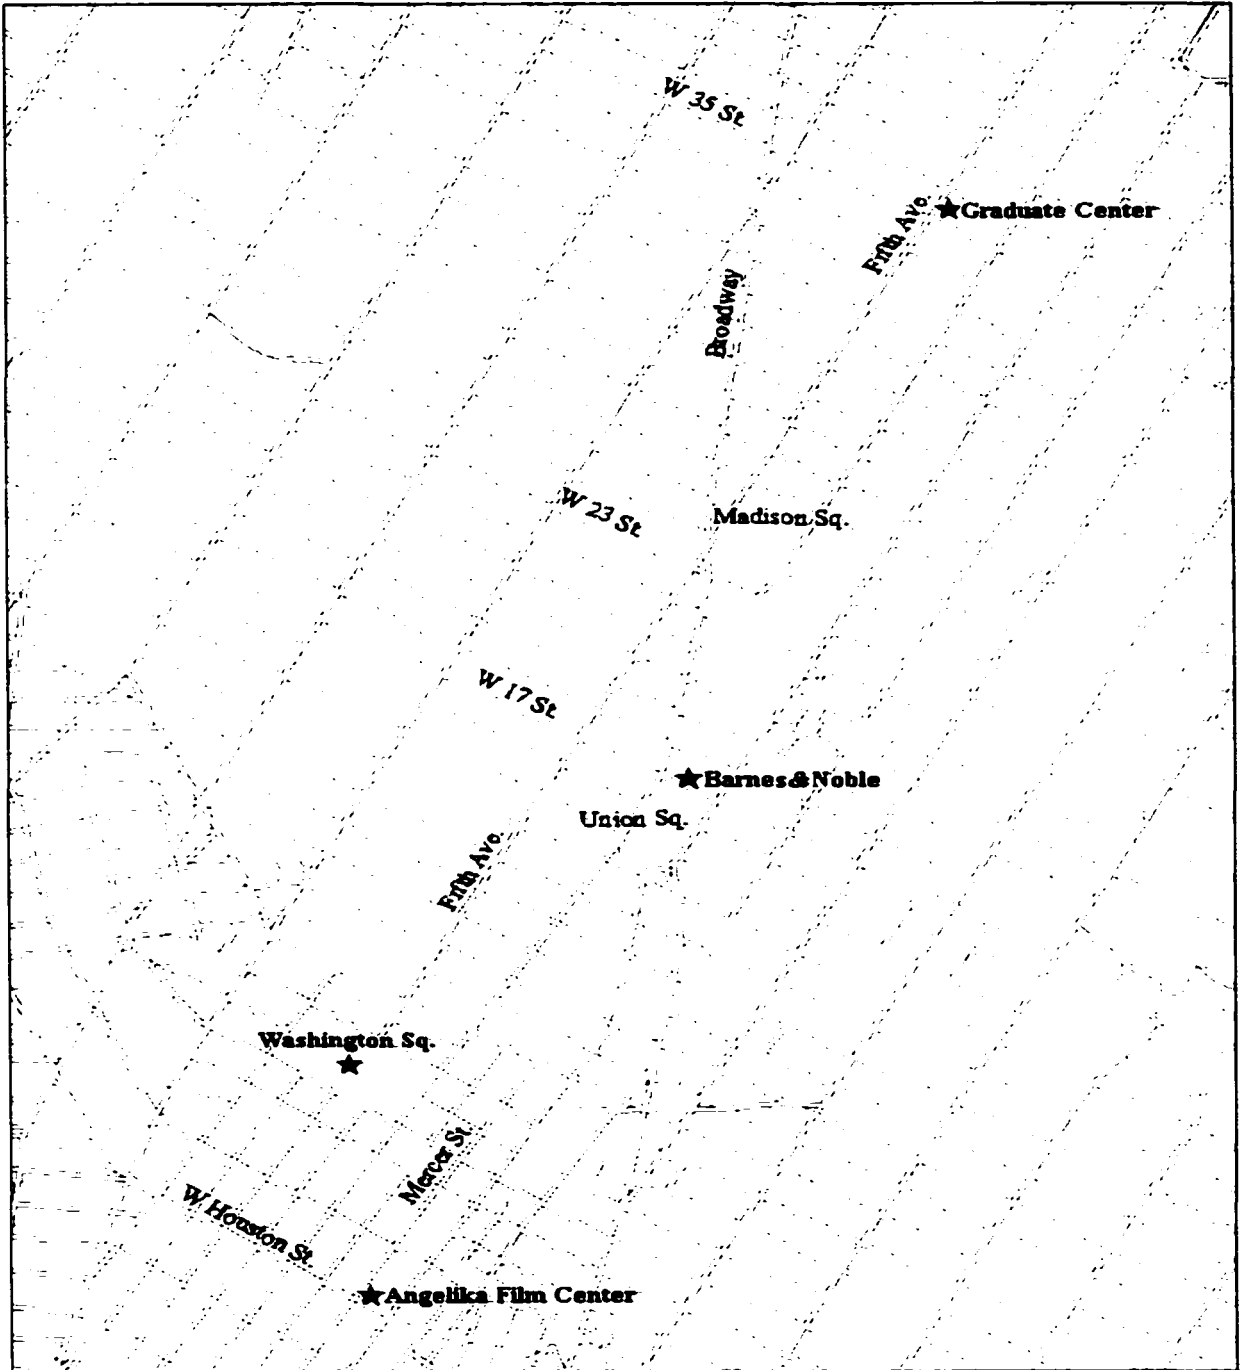 W 35 St
Graduate Center
Fifth Ave.
Broadway
W 23 St
Madison Sq.
W 17 St
Barnes&Noble
Union Sq.
Fifth Ave.
Washington Sq.
Mercer St.
W Houston St.
Angelika Film Center